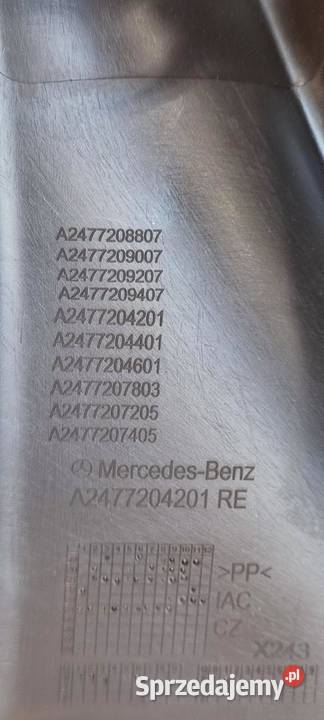 A2477208807
A2477209007
A2477209207
A2477209407
A2477204201
A2477204401
A2477204601
A2477207803
A2477207205
A2477207405
Mercedes-Benz
A2477204201 RE
>PP<
IAC
CZ
X243
Sprzedajemy.pl